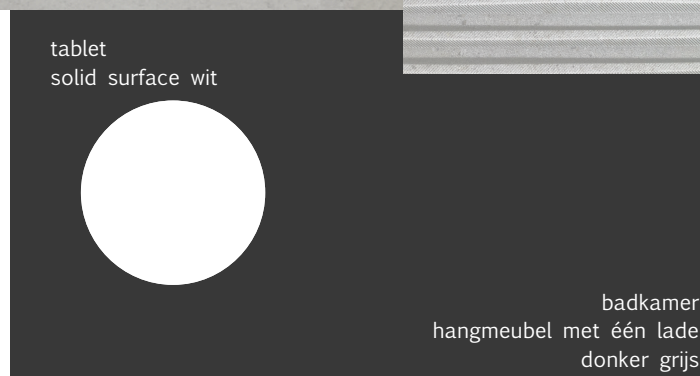 tablet
solid surface wit
badkamer
hangmeubel met één lade
donker grijs